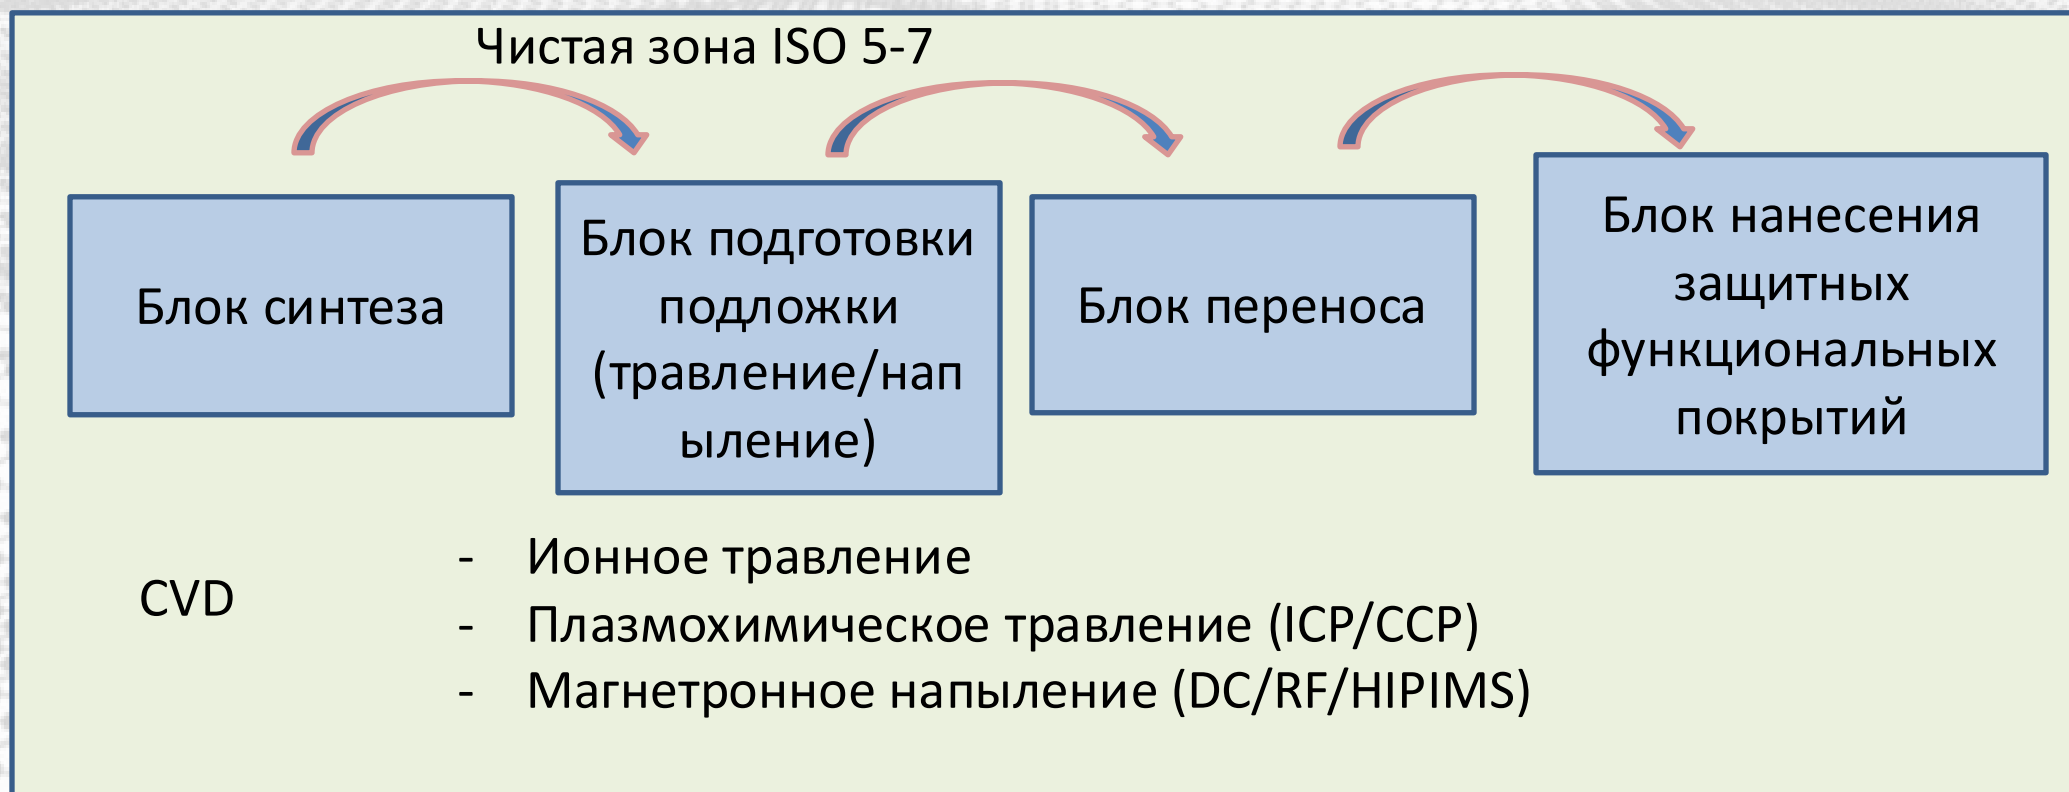 Чистая зона ISO 5-7
Блок синтеза
Блок подготовки
подложки
(травление/нап
ыление)
Блок переноса
Блок нанесения
защитных
функциональных
покрытий
CVD
- Ионное травление
- Плазмохимическое травление (ICP/CCP)
- Магнетронное напыление (DC/RF/HIPIMS)